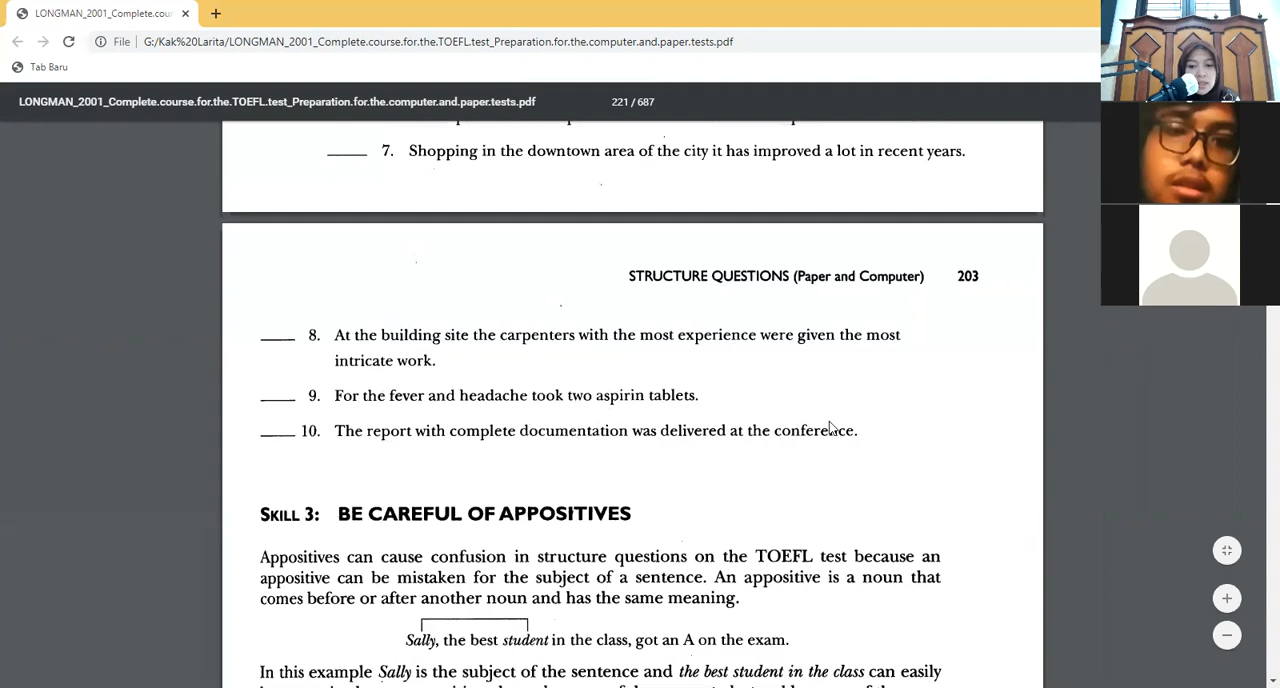 LONGMAN_2001_Complete.cou
File G:/Kak%20Larita/LONGMAN_2001_Complete.course.for.the.TOEFL.test_Preparation.for.the.computer.and.paper.tests.pdf
Tab Baru
LONGMAN_2001_Complete.course.for.the.TOEFL.test_Preparation.for.the.computer.and.paper.tests.pdf 221 / 687
7. Shopping in the downtown area of the city it has improved a lot in recent years.
STRUCTURE QUESTIONS (Paper and Computer) 203
8. At the building site the carpenters with the most experience were given the most
intricate work.
9. For the fever and headache took two aspirin tablets.
10. The report with complete documentation was delivered at the conference.
SKILL 3: BE CAREFUL OF APPOSITIVES
Appositives can cause confusion in structure questions on the TOEFL test because an
appositive can be mistaken for the subject of a sentence. An appositive is a noun that
comes before or after another noun and has the same meaning.
Sally, the best student in the class, got an A on the exam.
In this example Sally is the subject of the sentence and the best student in the class can easily